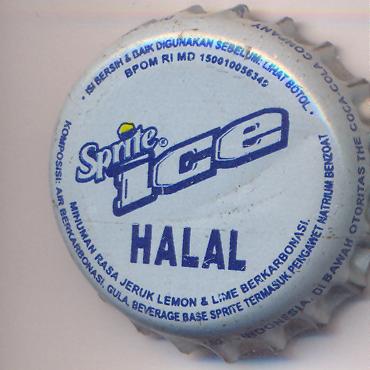 • ISI BERSIH & BAIK DIGUNAKAN SEBELUM: LIHAT BOTOL •
BPOM RI MD 150010056349
Sprite®
ice
HALAL
MINUMAN RASA JERUK LEMON & LIME BERKARBONASI.
KOMPOSISI: AIR BERKARBONASI, GULA, BEVERAGE BASE SPRITE TERMASUK PENGAWET NATRIUM BENZOAT
INDONESIA. DI BAWAH OTORITAS THE COCA-COLA COMPANY